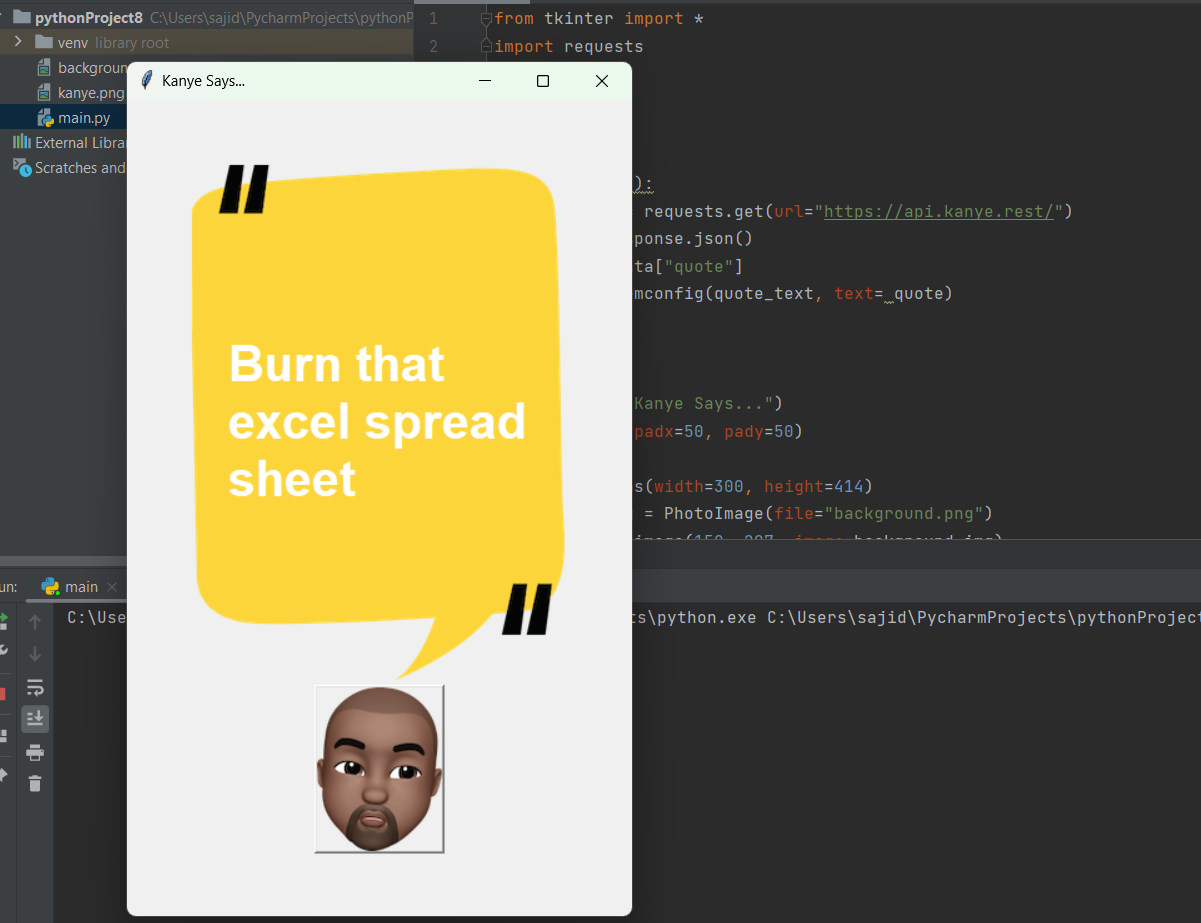 pythonProject8 C:\Users\sajid\PycharmProjects\pythonP
venv library root
backgroun
kanye.png
main.py
External Librar
Scratches and
1 from tkinter import *
2 import requests
):
requests.get(url="https://api.kanye.rest/")
ponse.json()
ta["quote"]
mconfig(quote_text, text= quote)
Kanye Says...")
padx=50, pady=50)
s(width=300, height=414)
= PhotoImage(file="background.png")
Kanye Says...
"
Burn that
excel spread
sheet
"
un: main
C:\Use
ts\python.exe C:\Users\sajid\PycharmProjects\pythonProject